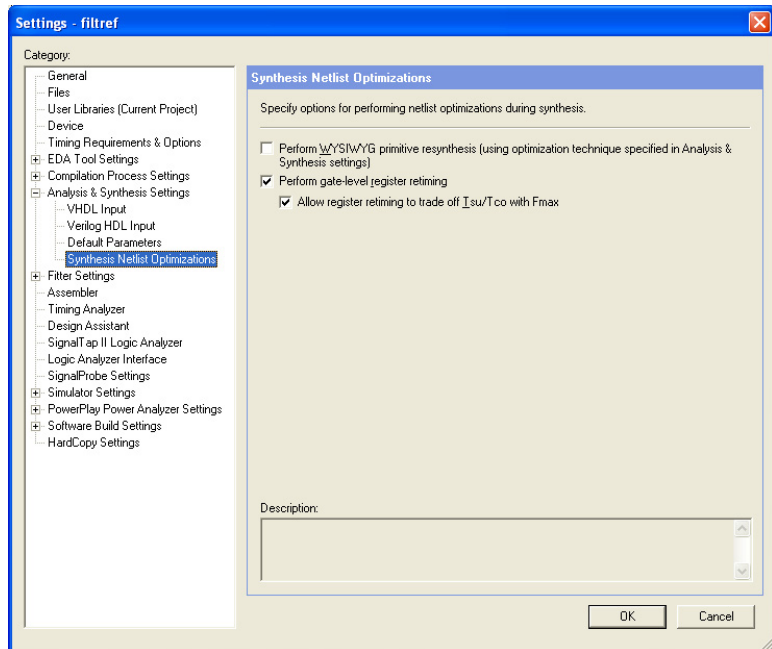 Settings - filtref
Category:
General
Files
User Libraries (Current Project)
Device
Timing Requirements & Options
EDA Tool Settings
Compilation Process Settings
Analysis & Synthesis Settings
VHDL Input
Verilog HDL Input
Default Parameters
Synthesis Netlist Optimizations
Fitter Settings
Assembler
Timing Analyzer
Design Assistant
SignalTap II Logic Analyzer
Logic Analyzer Interface
SignalProbe Settings
Simulator Settings
PowerPlay Power Analyzer Settings
Software Build Settings
HardCopy Settings
Synthesis Netlist Optimizations
Specify options for performing netlist optimizations during synthesis.
Perform WYSIWYG primitive resynthesis (using optimization technique specified in Analysis &
Synthesis settings)
Perform gate-level register retiming
Allow register retiming to trade off Tsu/Tco with Fmax
Description:
OK
Cancel